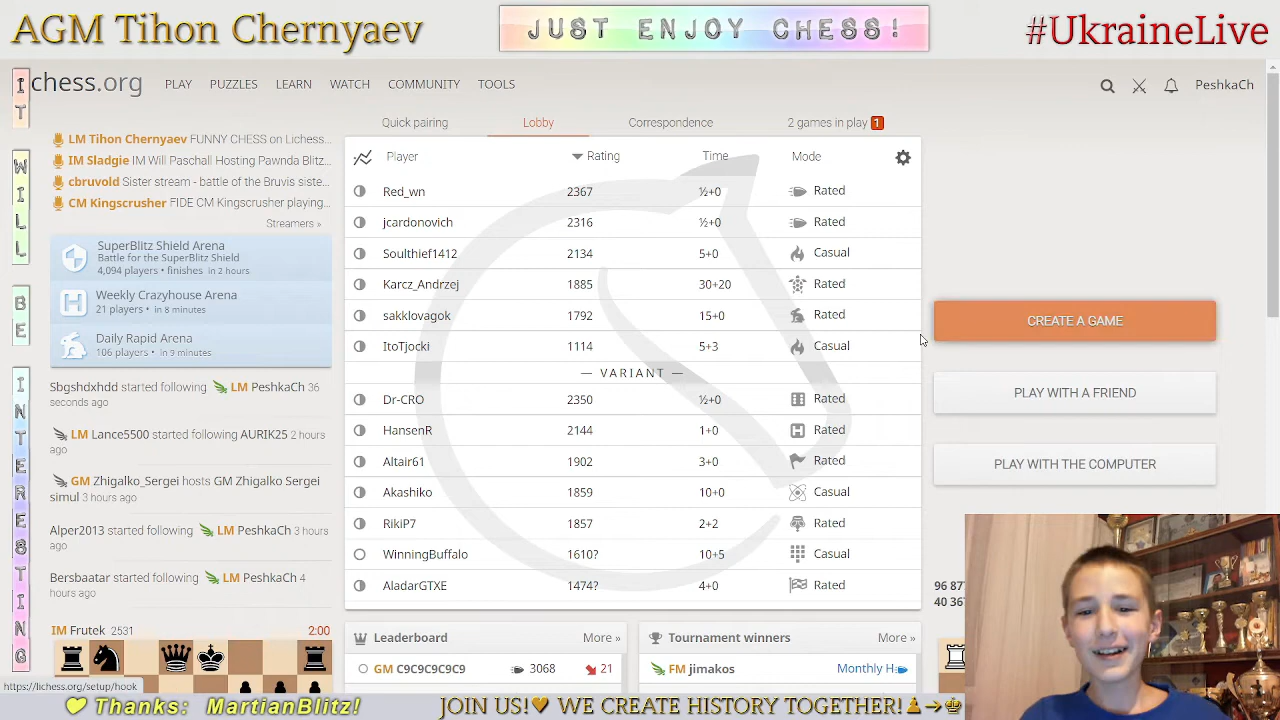 AGM Tihon Chernyaev
JUST ENJOY CHESS!
#UkraineLive
IT
WILL
BE
INTERESTING
ichess.org
PLAY PUZZLES LEARN WATCH COMMUNITY TOOLS
PeshkaCh
LM Tihon Chernyaev FUNNY CHESS on Lichess...
IM Sladgie IM Will Paschall Hosting Pawnda Blitz...
cbruvold Sister stream - battle of the Bruvis siste...
CM Kingscrusher FIDE CM Kingscrusher playing...
Streamers »
SuperBlitz Shield Arena
Battle for the SuperBlitz Shield
4,094 players • finishes in 2 hours
Weekly Crazyhouse Arena
21 players • in 8 minutes
Daily Rapid Arena
106 players • in 9 minutes
Sbgshdxhdd started following LM PeshkaCh 36
seconds ago
LM Lance5500 started following AURIK25 2 hours
ago
GM Zhigalko_Sergei hosts GM Zhigalko Sergei
simul 3 hours ago
Alper2013 started following LM PeshkaCh 3 hours
ago
Bersbaatar started following LM PeshkaCh 4
hours ago
IM Frutek 2531 2:00
https://lichess.org/setup/hook
Quick pairing Lobby Correspondence 2 games in play 1
Player Rating Time Mode
Red_wn 2367 ½+0 Rated
jcardonovich 2316 ½+0 Rated
Soulthief1412 2134 5+0 Casual
Karcz_Andrzej 1885 30+20 Rated
sakklovagok 1792 15+0 Rated
ItoTjocki 1114 5+3 Casual
— VARIANT —
Dr-CRO 2350 ½+0 Rated
HansenR 2144 1+0 Rated
Altair61 1902 3+0 Rated
Akashiko 1859 10+0 Casual
RikiP7 1857 2+2 Rated
WinningBuffalo 1610? 10+5 Casual
AladarGTXE 1474? 4+0 Rated
Leaderboard More »
GM C9C9C9C9C9 3068 21
Tournament winners More »
FM jimakos Monthly H
CREATE A GAME
PLAY WITH A FRIEND
PLAY WITH THE COMPUTER
96 877
40 367
Thanks: MartianBlitz!
JOIN US! WE CREATE HISTORY TOGETHER!